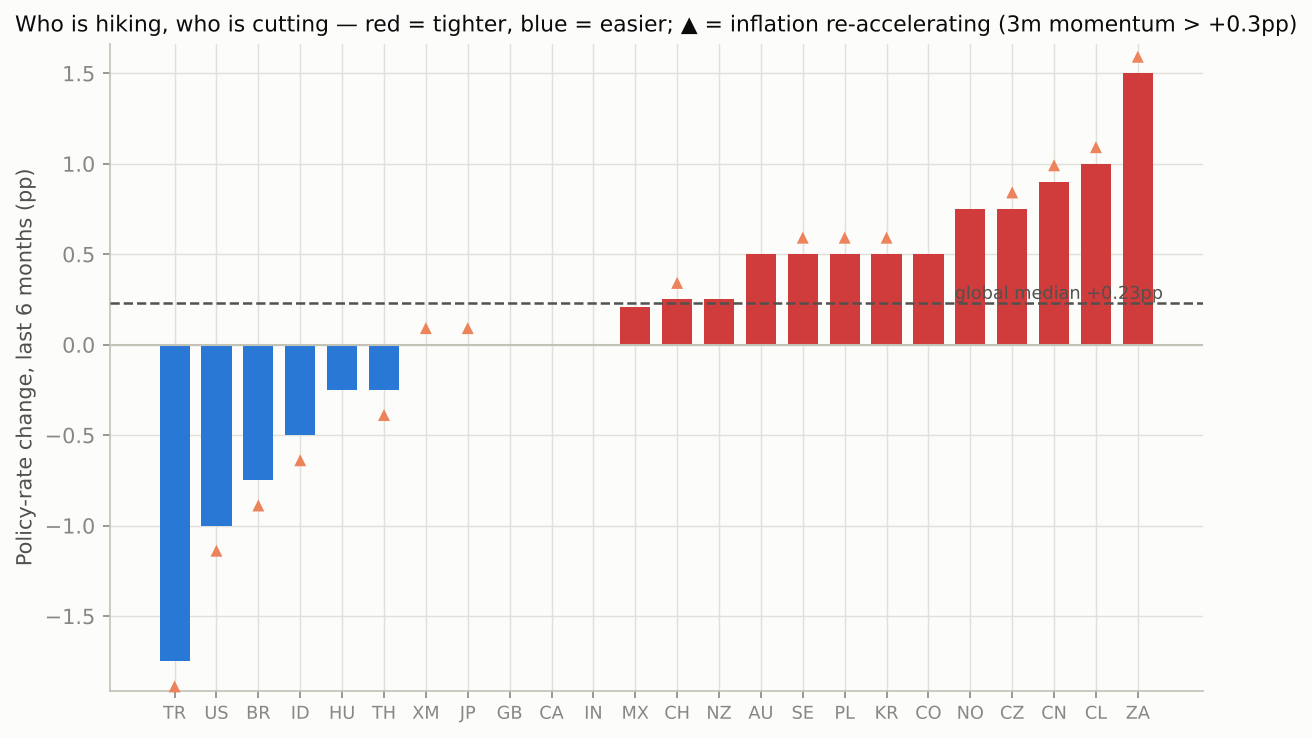 Who is hiking, who is cutting — red = tighter, blue = easier; ▲ = inflation re-accelerating (3m momentum > +0.3pp)
Policy-rate change, last 6 months (pp)
1.5
1.0
0.5
0.0
−0.5
−1.0
−1.5
global median +0.23pp
TR US BR ID HU TH XM JP GB CA IN MX CH NZ AU SE PL KR CO NO CZ CN CL ZA